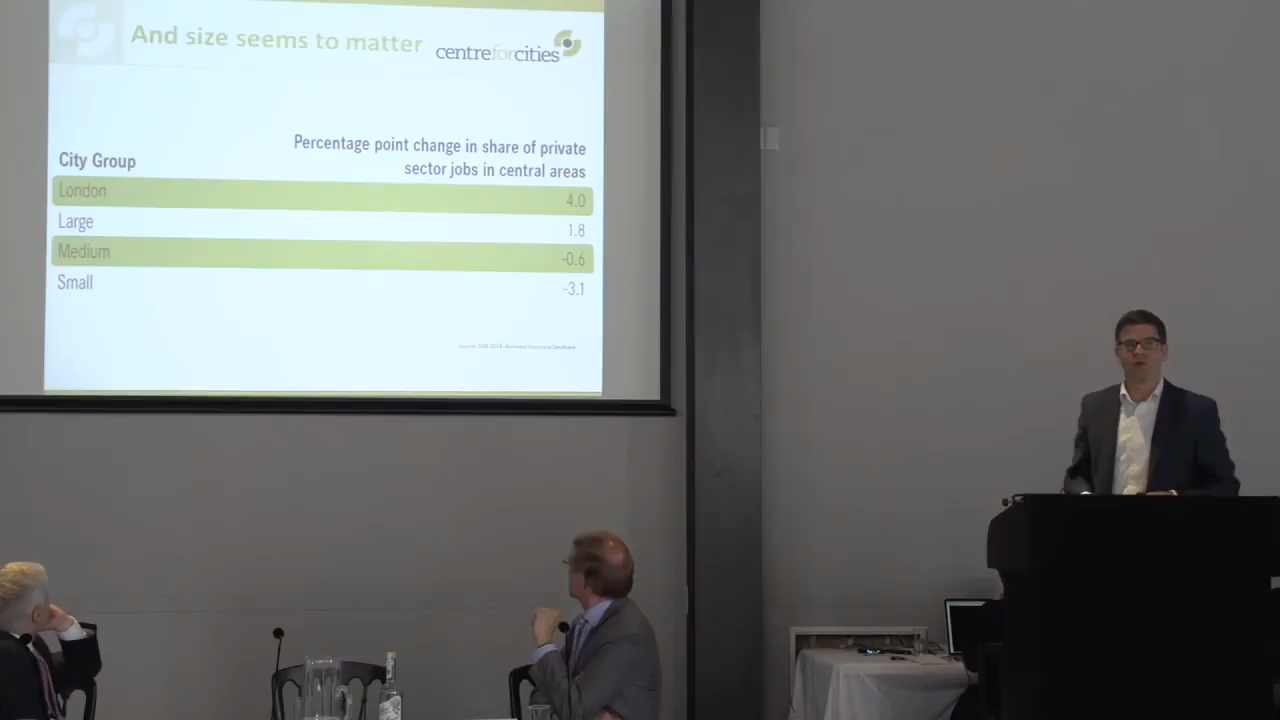 And size seems to matter
centreforcities
Percentage point change in share of private
sector jobs in central areas
City Group
London 4.0
Large 1.8
Medium -0.6
Small -3.1